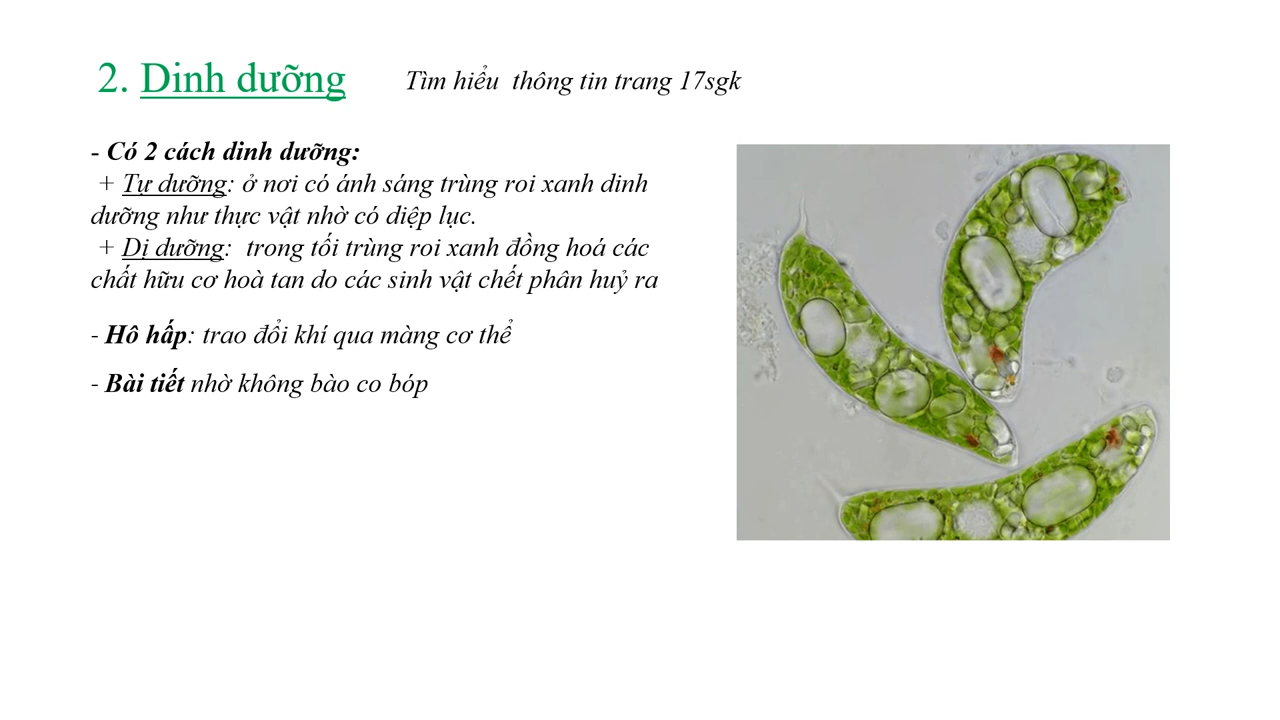 2. Dinh dưỡng
Tìm hiểu  thông tin trang 17sgk
- Có 2 cách dinh dưỡng:
+ Tự dưỡng: ở nơi có ánh sáng trùng roi xanh dinh
dưỡng như thực vật nhờ có diệp lục.
+ Dị dưỡng:  trong tối trùng roi xanh đồng hoá các
chất hữu cơ hoà tan do các sinh vật chết phân huỷ ra
- Hô hấp: trao đổi khí qua màng cơ thể
- Bài tiết nhờ không bào co bóp